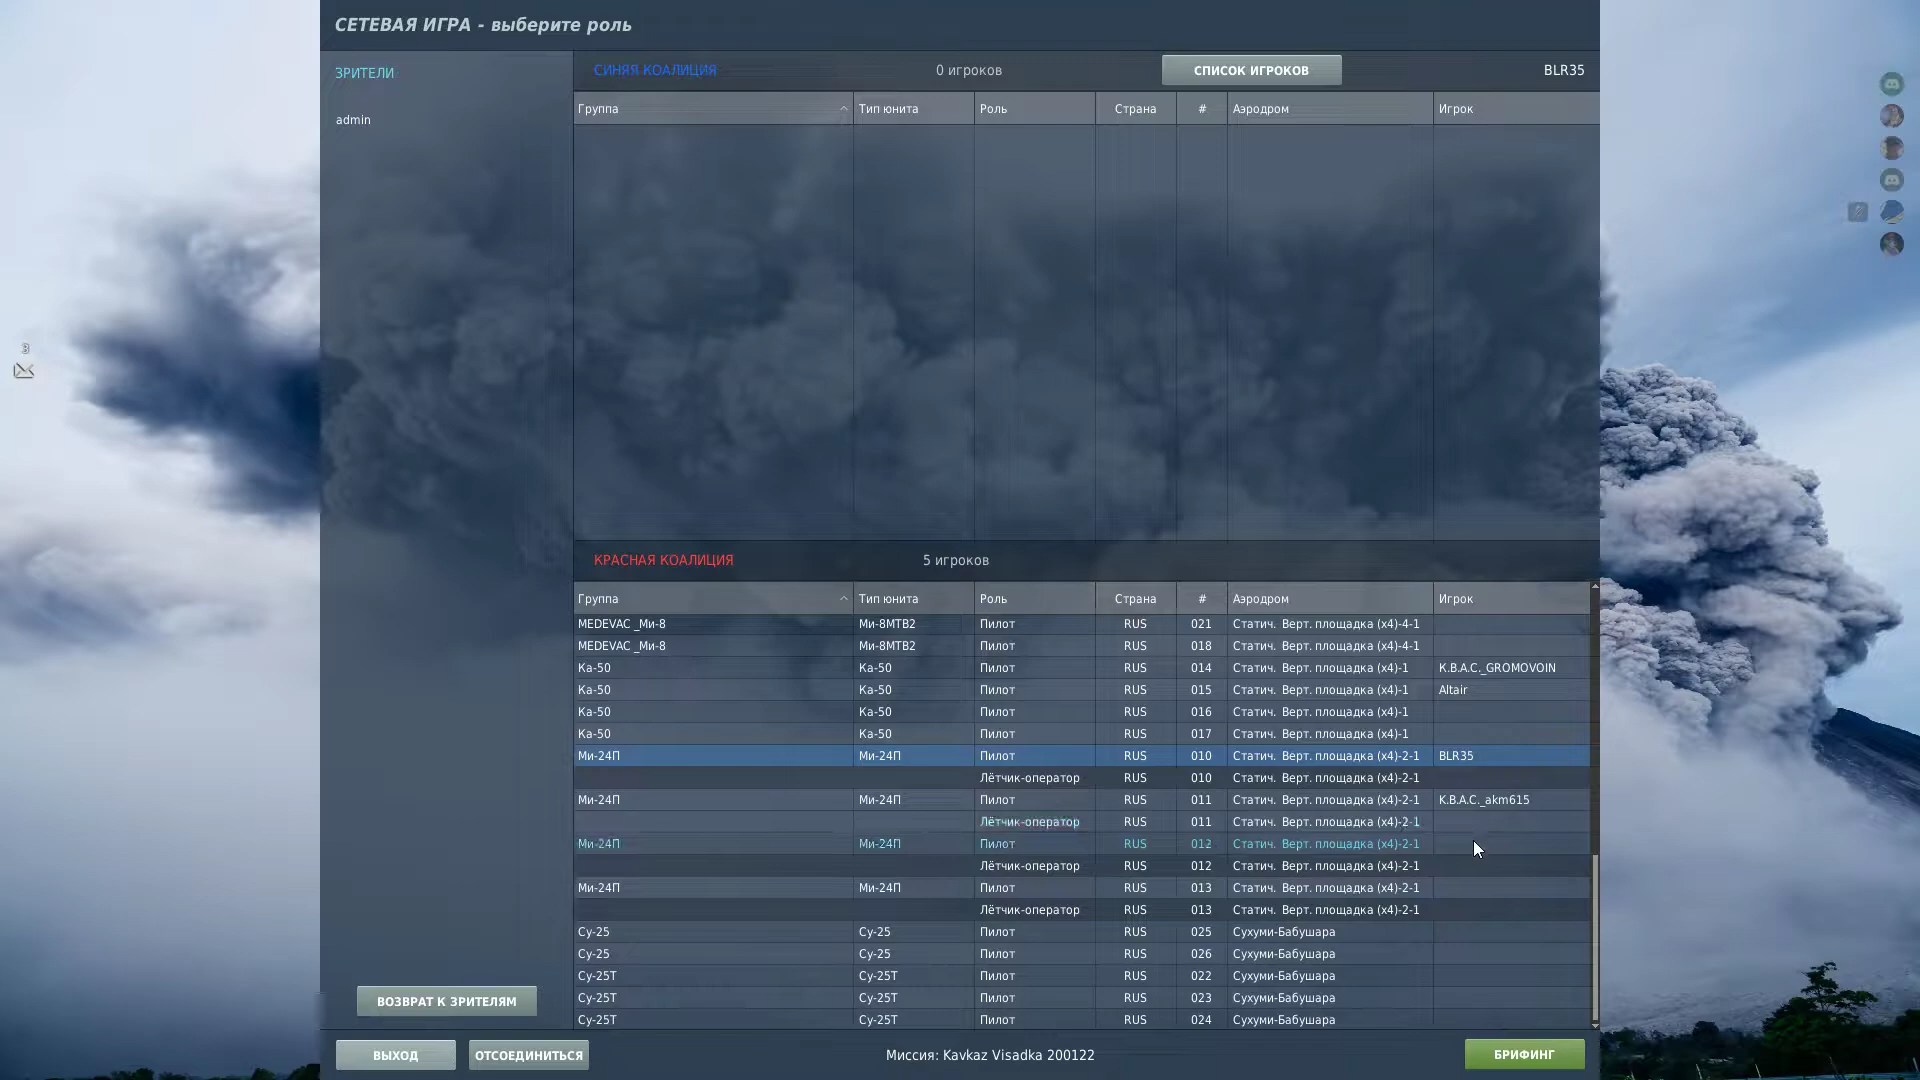 СЕТЕВАЯ ИГРА - выберите роль
ЗРИТЕЛИ
admin
СИНЯЯ КОАЛИЦИЯ 0 игроков СПИСОК ИГРОКОВ BLR35
Группа Тип юнита Роль Страна # Аэродром Игрок
3
КРАСНАЯ КОАЛИЦИЯ 5 игроков
Группа Тип юнита Роль Страна # Аэродром Игрок
MEDEVAC _Ми-8 Ми-8МТВ2 Пилот RUS 021 Статич. Верт. площадка (x4)-4-1
MEDEVAC _Ми-8 Ми-8МТВ2 Пилот RUS 018 Статич. Верт. площадка (x4)-4-1
Ка-50 Ка-50 Пилот RUS 014 Статич. Верт. площадка (x4)-1 K.B.A.C._GROMOVOIN
Ка-50 Ка-50 Пилот RUS 015 Статич. Верт. площадка (x4)-1 Altair
Ка-50 Ка-50 Пилот RUS 016 Статич. Верт. площадка (x4)-1
Ка-50 Ка-50 Пилот RUS 017 Статич. Верт. площадка (x4)-1
Ми-24П Ми-24П Пилот RUS 010 Статич. Верт. площадка (x4)-2-1 BLR35
Лётчик-оператор RUS 010 Статич. Верт. площадка (x4)-2-1
Ми-24П Ми-24П Пилот RUS 011 Статич. Верт. площадка (x4)-2-1 K.B.A.C._akm615
Лётчик-оператор RUS 011 Статич. Верт. площадка (x4)-2-1
Ми-24П Ми-24П Пилот RUS 012 Статич. Верт. площадка (x4)-2-1
Лётчик-оператор RUS 012 Статич. Верт. площадка (x4)-2-1
Ми-24П Ми-24П Пилот RUS 013 Статич. Верт. площадка (x4)-2-1
Лётчик-оператор RUS 013 Статич. Верт. площадка (x4)-2-1
Су-25 Су-25 Пилот RUS 025 Сухуми-Бабушара
Су-25 Су-25 Пилот RUS 026 Сухуми-Бабушара
Су-25Т Су-25Т Пилот RUS 022 Сухуми-Бабушара
Су-25Т Су-25Т Пилот RUS 023 Сухуми-Бабушара
Су-25Т Су-25Т Пилот RUS 024 Сухуми-Бабушара
ВОЗВРАТ К ЗРИТЕЛЯМ
ВЫХОД ОТСОЕДИНИТЬСЯ Миссия: Kavkaz Visadka 200122 БРИФИНГ